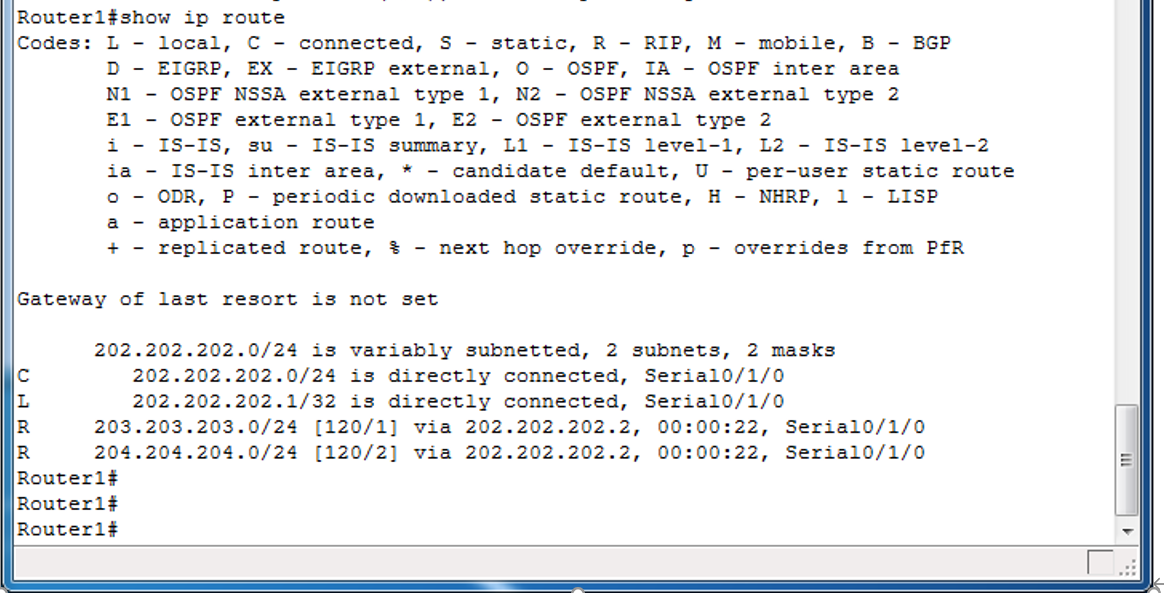 Router1#show ip route
Codes: L - local, C - connected, S - static, R - RIP, M - mobile, B - BGP
       D - EIGRP, EX - EIGRP external, O - OSPF, IA - OSPF inter area
       N1 - OSPF NSSA external type 1, N2 - OSPF NSSA external type 2
       E1 - OSPF external type 1, E2 - OSPF external type 2
       i - IS-IS, su - IS-IS summary, L1 - IS-IS level-1, L2 - IS-IS level-2
       ia - IS-IS inter area, * - candidate default, U - per-user static route
       o - ODR, P - periodic downloaded static route, H - NHRP, l - LISP
       a - application route
       + - replicated route, % - next hop override, p - overrides from PfR

Gateway of last resort is not set

      202.202.202.0/24 is variably subnetted, 2 subnets, 2 masks
C        202.202.202.0/24 is directly connected, Serial0/1/0
L        202.202.202.1/32 is directly connected, Serial0/1/0
R     203.203.203.0/24 [120/1] via 202.202.202.2, 00:00:22, Serial0/1/0
R     204.204.204.0/24 [120/2] via 202.202.202.2, 00:00:22, Serial0/1/0
Router1#
Router1#
Router1#